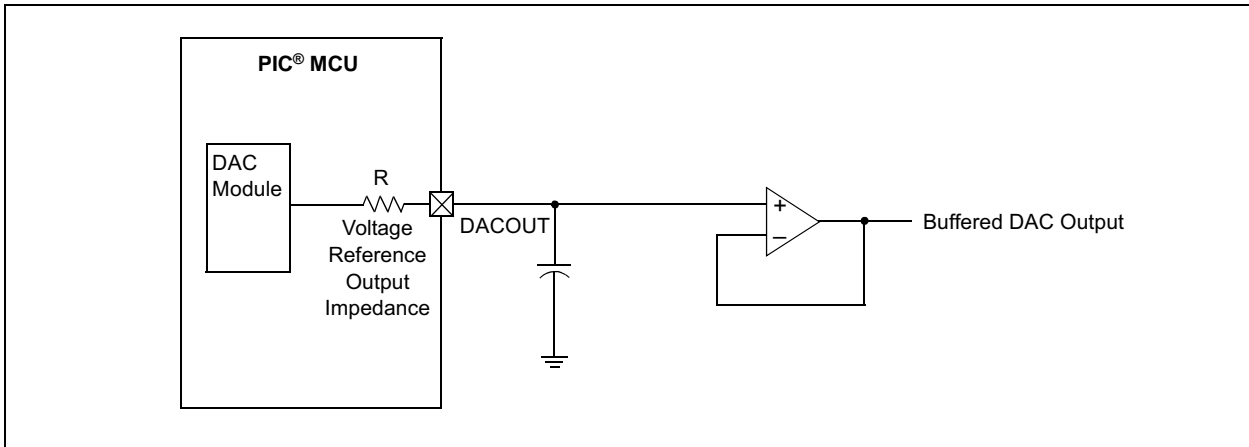 PIC® MCU
DAC
Module
R
Voltage
Reference
Output
Impedance
DACOUT
+
–
Buffered DAC Output